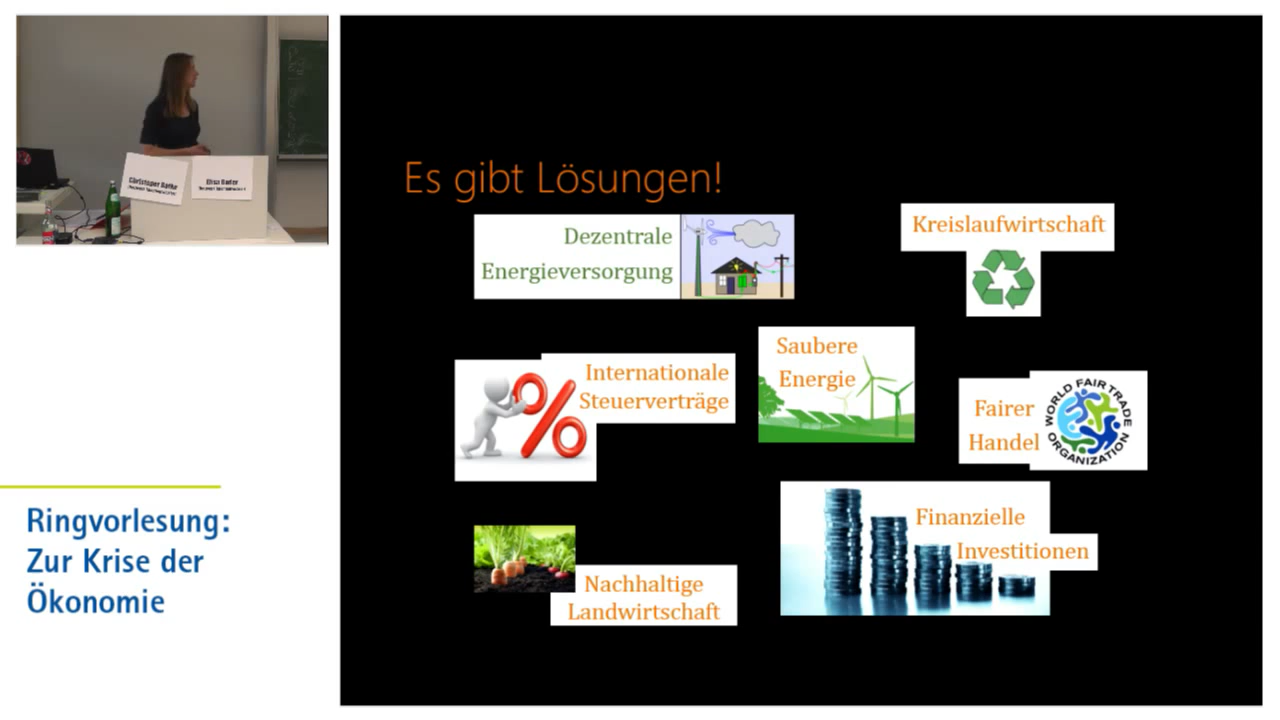 Es gibt Lösungen!
Dezentrale
Energieversorgung
Kreislaufwirtschaft
Internationale
Steuerverträge
Saubere
Energie
Fairer
Handel
WORLD FAIR TRADE
ORGANIZATION
Finanzielle
Investitionen
Nachhaltige
Landwirtschaft
Ringvorlesung:
Zur Krise der
Ökonomie